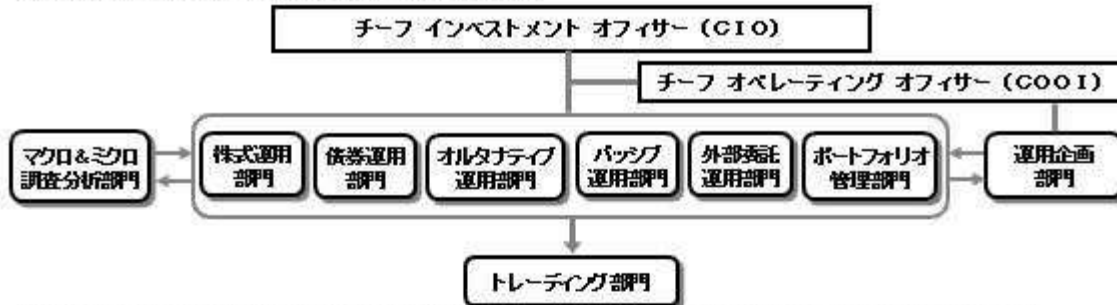 チーフ インベストメント オフィサー (CIO)
チーフ オペレーティング オフィサー (COOI)
マクロ&ミクロ
調査分析部門
株式運用
部門
債券運用
部門
オルタナティブ
運用部門
パッシブ
運用部門
外部委託
運用部門
ポートフォリオ
管理部門
運用企画
部門
トレーディング部門